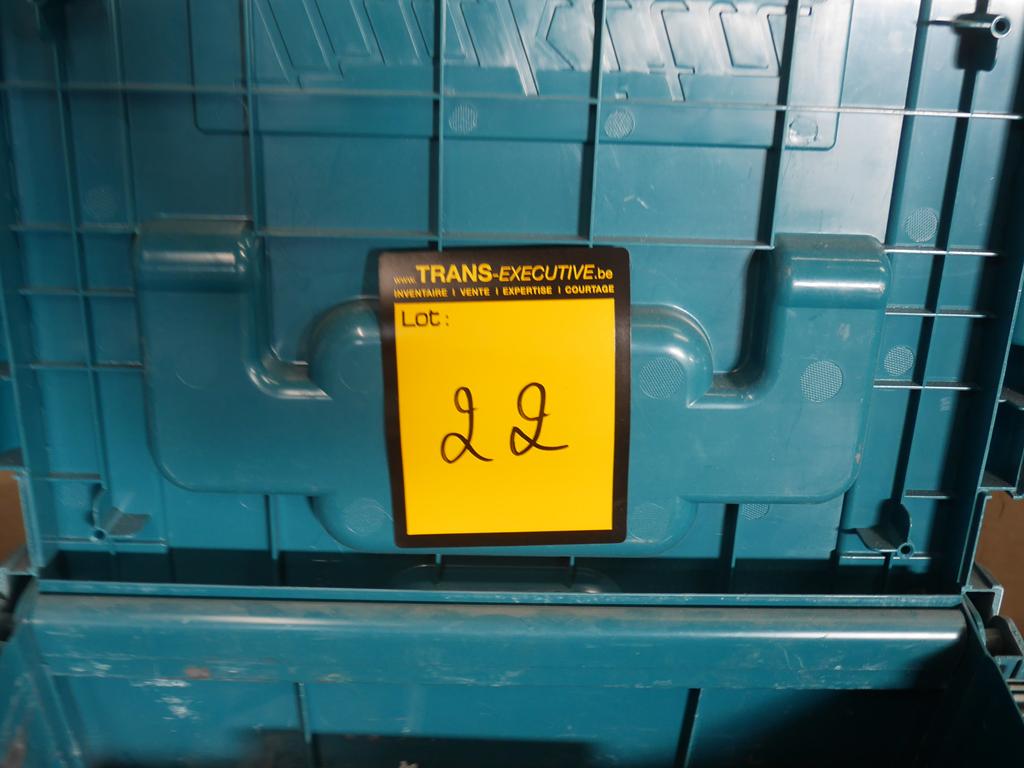 www.TRANS-EXECUTIVE.be
INVENTAIRE I VENTE I EXPERTISE I COURTAGE
Lot:
22